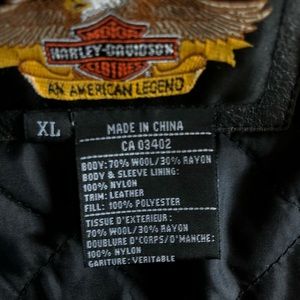 MOTOR
HARLEY-DAVIDSON
CLOTHES
AN AMERICAN LEGEND
XL
MADE IN CHINA
CA 03402
BODY: 70% WOOL/30% RAYON
BODY & SLEEVE LINING:
100% NYLON
TRIM: LEATHER
FILL: 100% POLYESTER
TISSUE D'EXTERIEUR:
70% WOOL/30% RAYON
DOUBLURE D'CORPS/D'MANCHE:
100% NYLON
GARITURE: VERITABLE